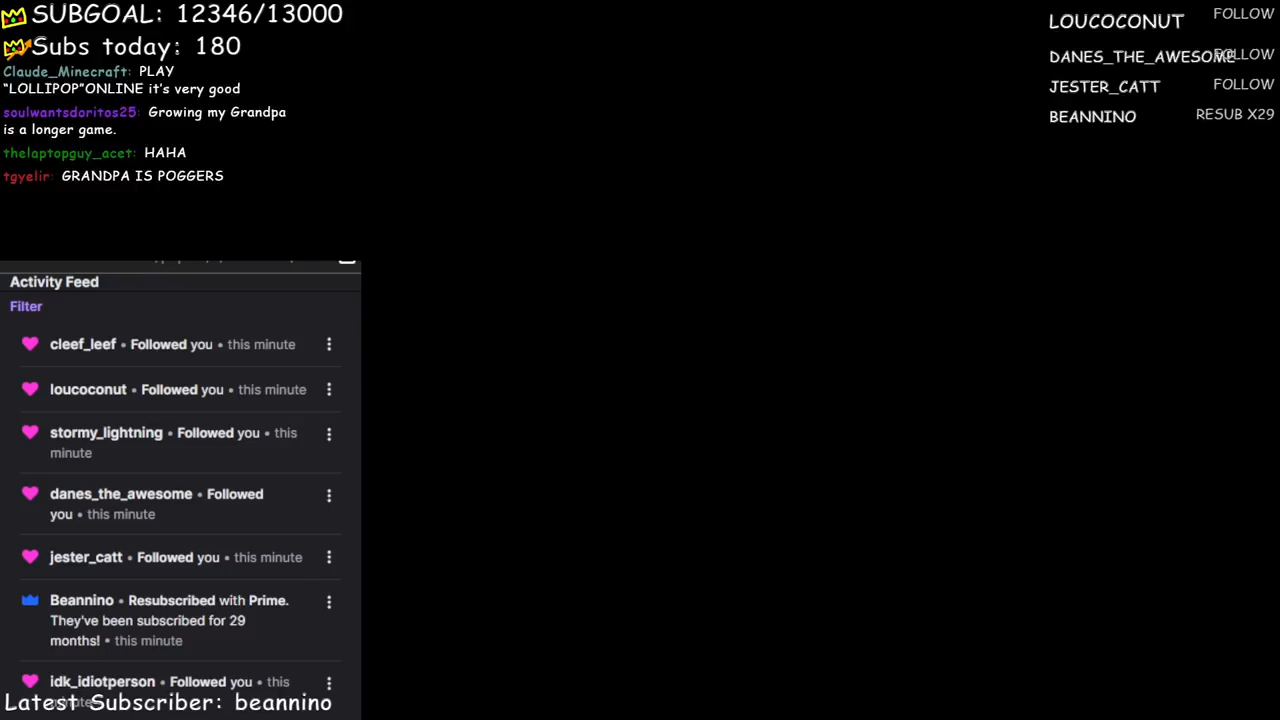 SUBGOAL: 12346/13000
Subs today: 180
Claude_Minecraft: PLAY
“LOLLIPOP”ONLINE it's very good
soulwantsdoritos25: Growing my Grandpa
is a longer game.
thelaptopguy_acet: HAHA
tgyelir: GRANDPA IS POGGERS
LOUCOCONUT FOLLOW
DANES_THE_AWESOME FOLLOW
JESTER_CATT FOLLOW
BEANNINO RESUB X29
Activity Feed
Filter
cleef_leef • Followed you • this minute
loucoconut • Followed you • this minute
stormy_lightning • Followed you • this
minute
danes_the_awesome • Followed
you • this minute
jester_catt • Followed you • this minute
Beannino • Resubscribed with Prime.
They've been subscribed for 29
months! • this minute
idk_idiotperson • Followed you • this
minute
Latest Subscriber: beannino